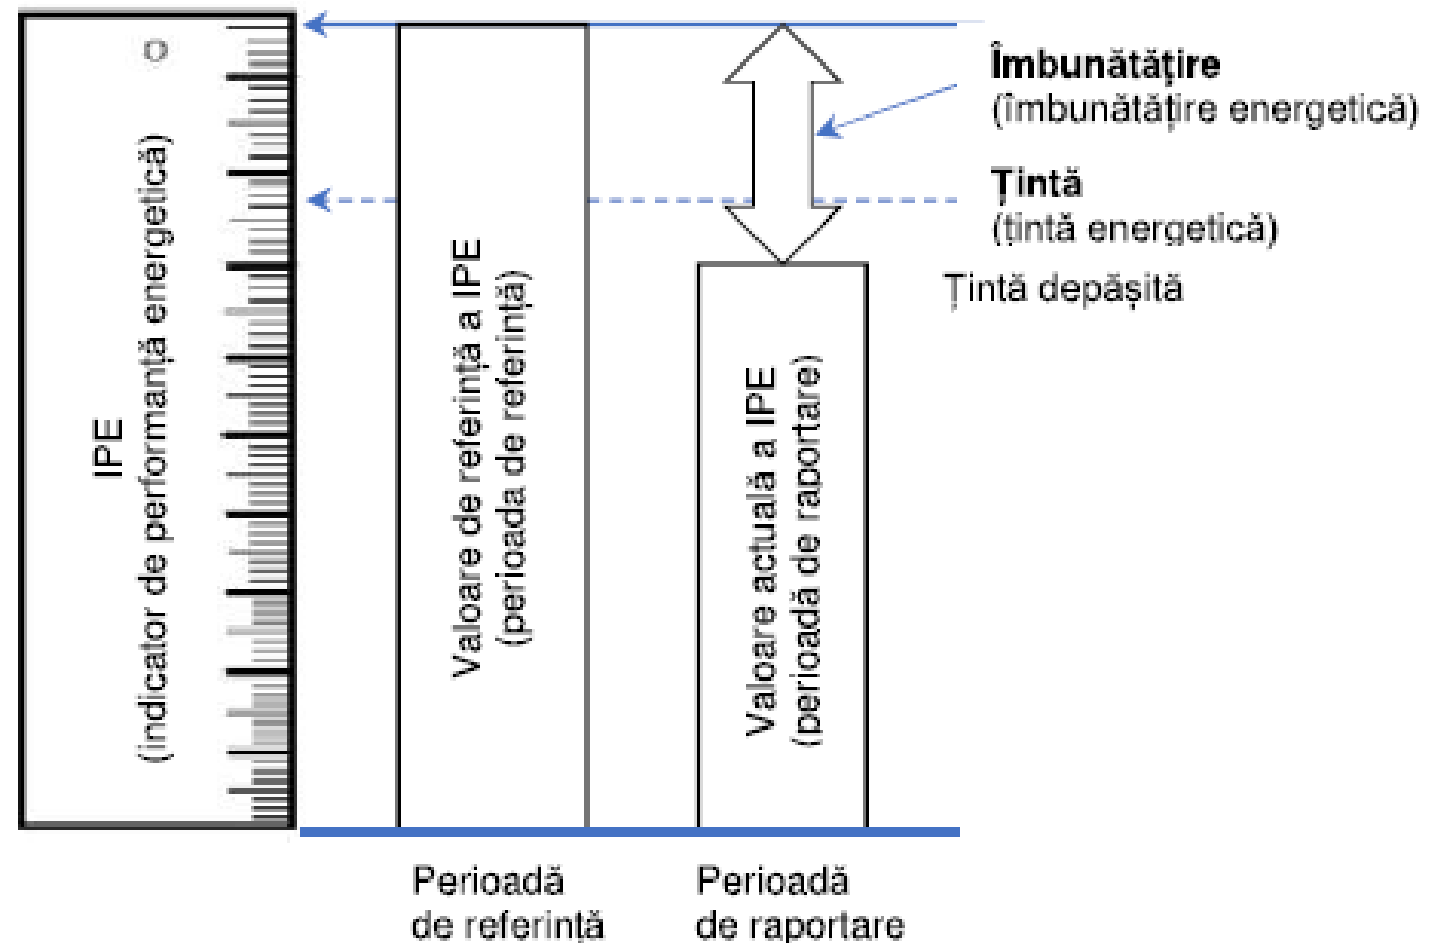 IPE
(indicator de performanță energetică)
Valoare de referință a IPE
(perioada de referință)
Valoare actuală a IPE
(perioadă de raportare)
Îmbunătățire
(îmbunătățire energetică)
Țintă
(țintă energetică)
Țintă depășită
Perioadă
de referință
Perioadă
de raportare